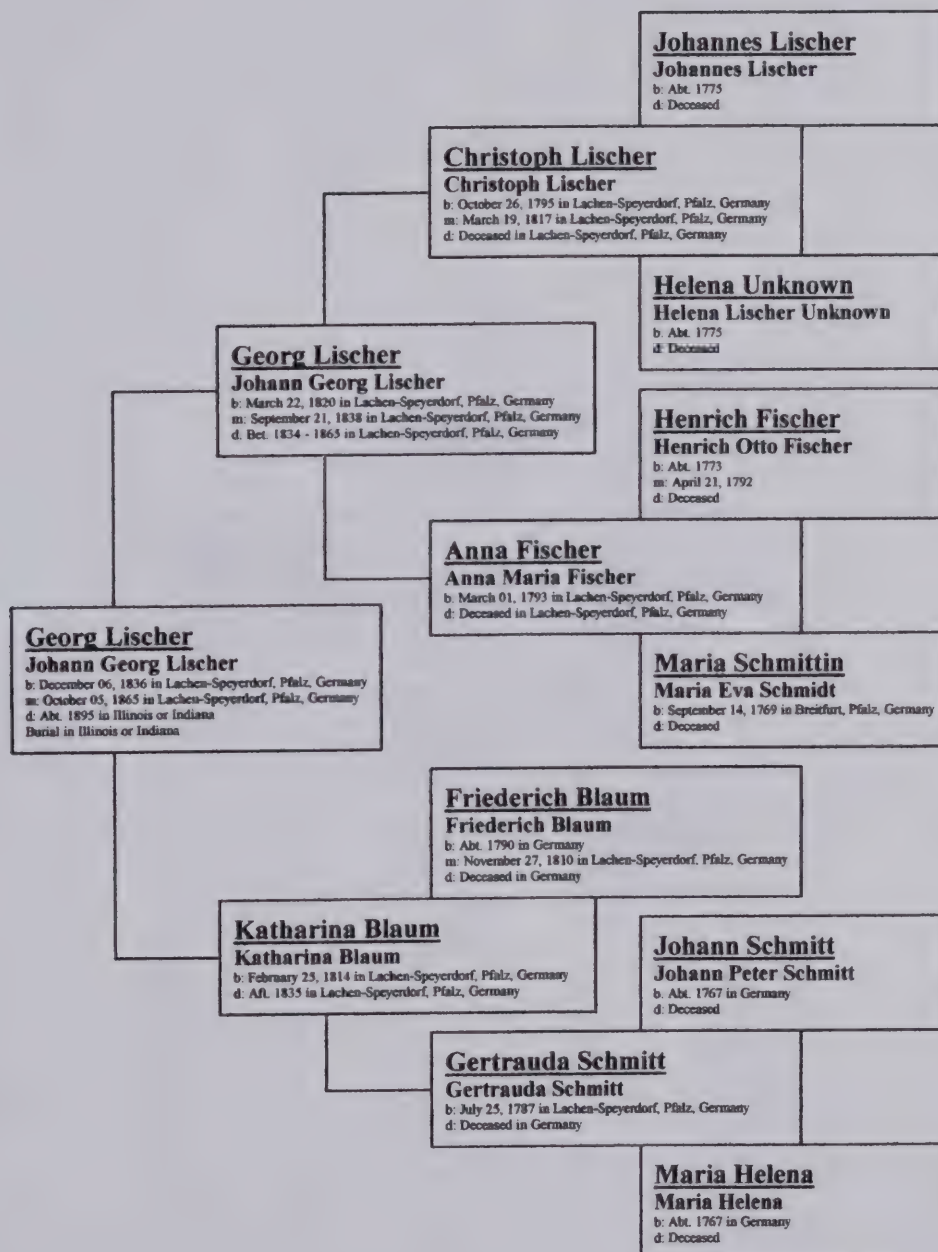 Johannes Lischer
Johannes Lischer
b: Abt. 1775
d: Deceased
Christoph Lischer
Christoph Lischer
b: October 26, 1795 in Lachen-Speyerdorf, Pfalz, Germany
m: March 19, 1817 in Lachen-Speyerdorf, Pfalz, Germany
d: Deceased in Lachen-Speyerdorf, Pfalz, Germany
Helena Unknown
Helena Lischer Unknown
b: Abt. 1775
d: Deceased
Georg Lischer
Johann Georg Lischer
b: March 22, 1820 in Lachen-Speyerdorf, Pfalz, Germany
m: September 21, 1838 in Lachen-Speyerdorf, Pfalz, Germany
d. Bet. 1834 - 1865 in Lachen-Speyerdorf, Pfalz, Germany
Henrich Fischer
Henrich Otto Fischer
b: Abt. 1773
m: April 21, 1792
d: Deceased
Anna Fischer
Anna Maria Fischer
b: March 01, 1793 in Lachen-Speyerdorf, Pfalz, Germany
d: Deceased in Lachen-Speyerdorf, Pfalz, Germany
Georg Lischer
Johann Georg Lischer
b: December 06, 1836 in Lachen-Speyerdorf, Pfalz, Germany
m: October 05, 1865 in Lachen-Speyerdorf, Pfalz, Germany
d: Abt. 1895 in Illinois or Indiana
Burial in Illinois or Indiana
Maria Schmittin
Maria Eva Schmidt
b: September 14, 1769 in Breitfurt, Pfalz, Germany
d: Deceased
Friederich Blaum
Friederich Blaum
b: Abt. 1790 in Germany
m: November 27, 1810 in Lachen-Speyerdorf. Pfalz, Germany
d: Deceased in Germany
Katharina Blaum
Katharina Blaum
b: February 25, 1814 in Lachen-Speyerdorf, Pfalz, Germany
d: Aft. 1835 in Lachen-Speyerdorf, Pfalz, Germany
Johann Schmitt
Johann Peter Schmitt
b. Abt. 1767 in Germany
d: Deceased
Gertrauda Schmitt
Gertrauda Schmitt
b: July 25, 1787 in Lachen-Speyerdorf, Pfalz, Germany
d: Deceased in Germany
Maria Helena
Maria Helena
b: Abt. 1767 in Germany
d: Deceased